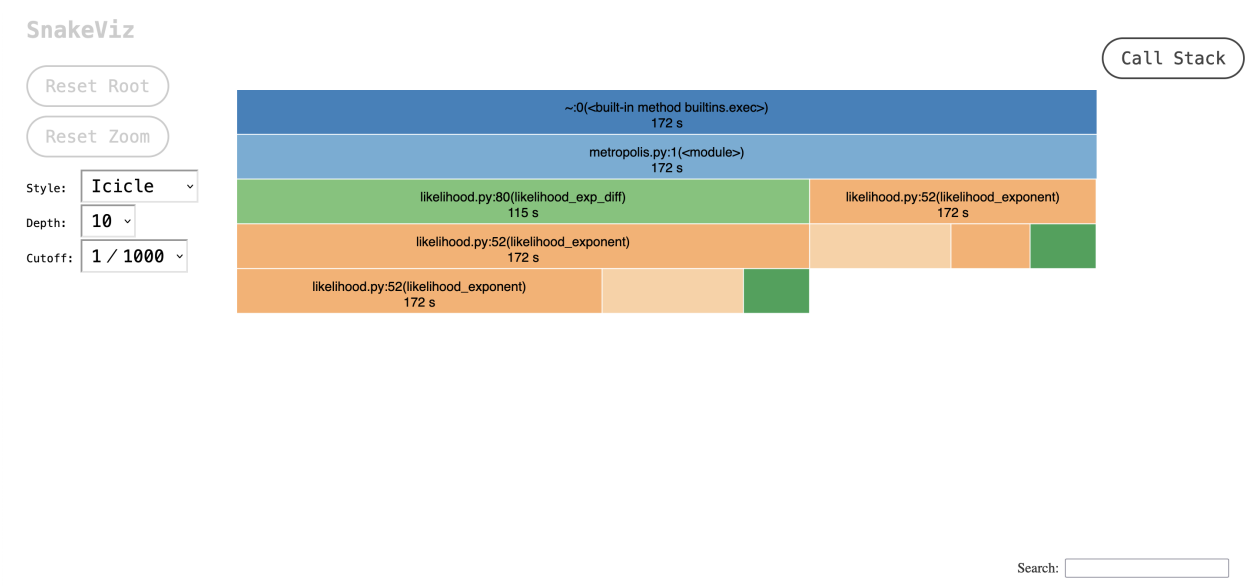 SnakeViz
Reset Root
Reset Zoom
Style: Icicle
Depth: 10
Cutoff: 1 / 1000
Call Stack
~:0(<built-in method builtins.exec>)
172 s
metropolis.py:1(<module>)
172 s
likelihood.py:80(likelihood_exp_diff)
115 s
likelihood.py:52(likelihood_exponent)
172 s
likelihood.py:52(likelihood_exponent)
172 s
likelihood.py:52(likelihood_exponent)
172 s
Search: